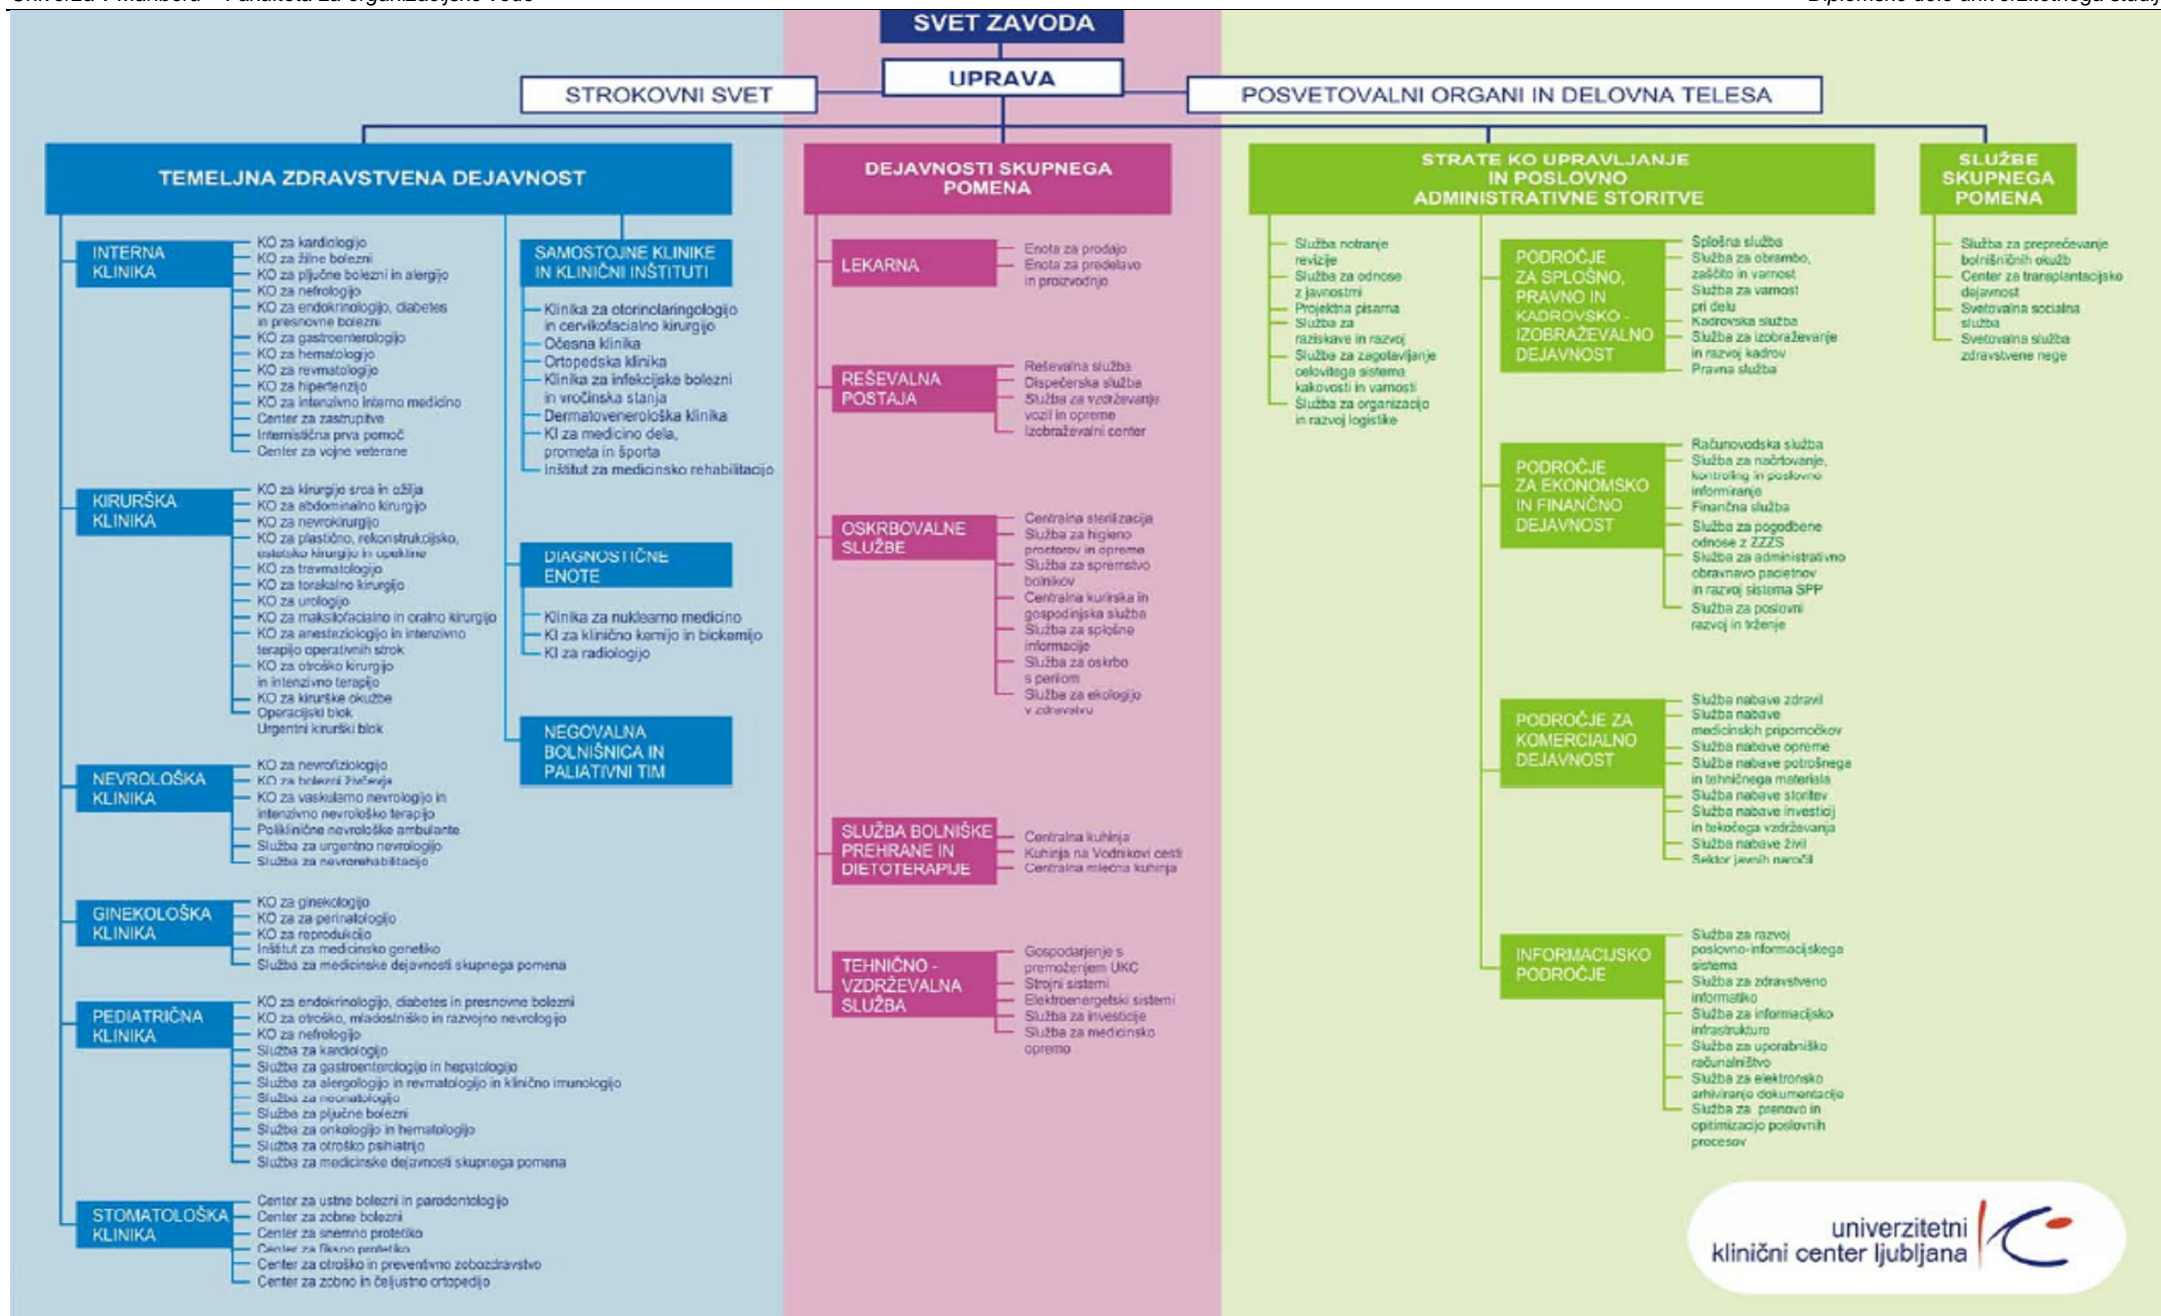 Univerza v Mariboru – Fakulteta za organizacijske vede
Diplomsko delo univerzitetnega študij
SVET ZAVODA
UPRAVA
STROKOVNI SVET
POSVETOVALNI ORGANI IN DELOVNA TELESA
TEMELJNA ZDRAVSTVENA DEJAVNOST
INTERNA
KLINIKA
KO za kardiologijo
KO za žilne bolezni
KO za pljučne bolezni in alergijo
KO za nefrologijo
KO za endokrinologijo, diabetes
in presnovne bolezni
KO za gastroenterologijo
KO za hematologijo
KO za revmatologijo
KO za hipertenzijo
KO za intenzivno interno medicino
Center za zastrupitve
Internistična prva pomoč
Center za vojne veterane
KIRURŠKA
KLINIKA
KO za kirurgijo srca in ožilja
KO za abdominalno kirurgijo
KO za nevrokirurgijo
KO za plastično, rekonstrukcijsko,
estetsko kirurgijo in opekline
KO za travmatologijo
KO za torakalno kirurgijo
KO za urologijo
KO za maksilofacialno in oralno kirurgijo
KO za anesteziologijo in intenzivno
terapijo operativnih strok
KO za otroško kirurgijo
in intenzivno terapijo
KO za kirurške okužbe
Operacijski blok
Urgentni kirurški blok
NEVROLOŠKA
KLINIKA
KO za nevrofiziologijo
KO za bolezni živčevja
KO za vaskularno nevrologijo in
intenzivno nevrološko terapijo
Poliklinične nevrološke ambulante
Služba za urgentno nevrologijo
Služba za nevrorehabilitacijo
GINEKOLOŠKA
KLINIKA
KO za ginekologijo
KO za za perinatologijo
KO za reprodukcijo
Inštitut za medicinsko genetiko
Služba za medicinske dejavnosti skupnega pomena
PEDIATRIČNA
KLINIKA
KO za endokrinologijo, diabetes in presnovne bolezni
KO za otroško, mladostniško in razvojno nevrologijo
KO za nefrologijo
Služba za kardiologijo
Služba za gastroenterologijo in hepatologijo
Služba za alergologijo in revmatologijo in klinično imunologijo
Služba za neonatologijo
Služba za pljučne bolezni
Služba za onkologijo in hematologijo
Služba za otroško psihiatrijo
Služba za medicinske dejavnosti skupnega pomena
STOMATOLOŠKA
KLINIKA
Center za ustne bolezni in parodontologijo
Center za zobne bolezni
Center za snemno protetiko
Center za fiksno protetiko
Center za otroško in preventivno zobozdravstvo
Center za zobno in čeljustno ortopedijo
SAMOSTOJNE KLINIKE
IN KLINIČNI INŠTITUTI
Klinika za otorinolaringologijo
in cervikofacialno kirurgijo
Očesna klinika
Ortopedska klinika
Klinika za infekcijske bolezni
in vročinska stanja
Dermatovenerološka klinika
KI za medicino dela,
prometa in športa
Inštitut za medicinsko rehabilitacijo
DIAGNOSTIČNE
ENOTE
Klinika za nuklearno medicino
KI za klinično kemijo in biokemijo
KI za radiologijo
NEGOVALNA
BOLNIŠNICA IN
PALIATIVNI TIM
DEJAVNOSTI SKUPNEGA
POMENA
LEKARNA
Enota za prodajo
Enota za predelavo
in proizvodnjo
REŠEVALNA
POSTAJA
Reševalna služba
Dispečerska služba
Služba za vzdrževanje
vozil in opreme
Izobraževalni center
OSKRBOVALNE
SLUŽBE
Centralna sterilizacija
Služba za higieno
prostorov in opreme
Služba za spremstvo
bolnikov
Centralna kurirska in
gospodinjska služba
Služba za splošne
informacije
Služba za oskrbo
s perilom
Služba za ekologijo
v zdravstvu
SLUŽBA BOLNIŠKE
PREHRANE IN
DIETOTERAPIJE
Centralna kuhinja
Kuhinja na Vodnikovi cesti
Centralna mlečna kuhinja
TEHNIČNO -
VZDRŽEVALNA
SLUŽBA
Gospodarjenje s
premoženjem UKC
Strojni sistemi
Elektroenergetski sistemi
Služba za investicije
Služba za medicinsko
opremo
STRATE KO UPRAVLJANJE
IN POSLOVNO
ADMINISTRATIVNE STORITVE
Služba notranje
revizije
Služba za odnose
z javnostmi
Projektna pisarna
Služba za
raziskave in razvoj
Služba za zagotavljanje
celovitega sistema
kakovosti in varnosti
Služba za organizacijo
in razvoj logistike
PODROČJE
ZA SPLOŠNO,
PRAVNO IN
KADROVSKO -
IZOBRAŽEVALNO
DEJAVNOST
Splošna služba
Služba za obrambo,
zaščito in varnost
Služba za varnost
pri delu
Kadrovska služba
Služba za izobraževanje
in razvoj kadrov
Pravna služba
PODROČJE
ZA EKONOMSKO
IN FINANČNO
DEJAVNOST
Računovodska služba
Služba za načrtovanje,
kontroling in poslovno
informiranje
Finančna služba
Služba za pogodbene
odnose z ZZZS
Služba za administrativno
obravnavo pacietnov
in razvoj sistema SPP
Služba za poslovni
razvoj in trženje
PODROČJE ZA
KOMERCIALNO
DEJAVNOST
Služba nabave zdravil
Služba nabave
medicinskih pripomočkov
Služba nabave opreme
Služba nabave potrošnega
in tehničnega materiala
Služba nabave storitev
Služba nabave investicij
in tekočega vzdrževanja
Služba nabave živil
Sektor javnih naročil
INFORMACIJSKO
PODROČJE
Služba za razvoj
poslovno-informacijskega
sistema
Služba za zdravstveno
informatiko
Služba za informacijsko
infrastrukturo
Služba za uporabniško
računalništvo
Služba za elektronsko
arhiviranje dokumentacije
Služba za prenovo in
opitimizacijo poslovnih
procesov
SLUŽBE
SKUPNEGA
POMENA
Služba za preprečevanje
bolnišničnih okužb
Center za transplantacijsko
dejavnost
Svetovalna socialna
služba
Svetovalna služba
zdravstvene nege
univerzitetni
klinični center ljubljana